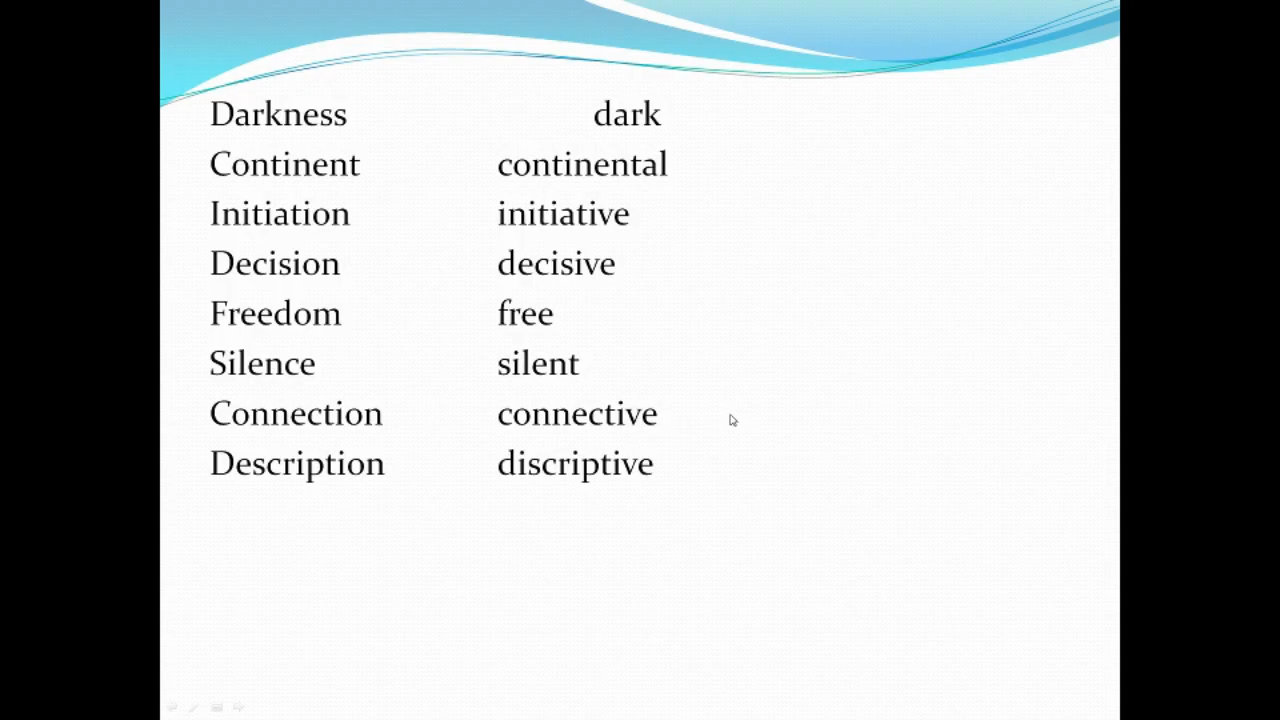 Darkness dark
Continent continental
Initiation initiative
Decision decisive
Freedom free
Silence silent
Connection connective
Description discriptive